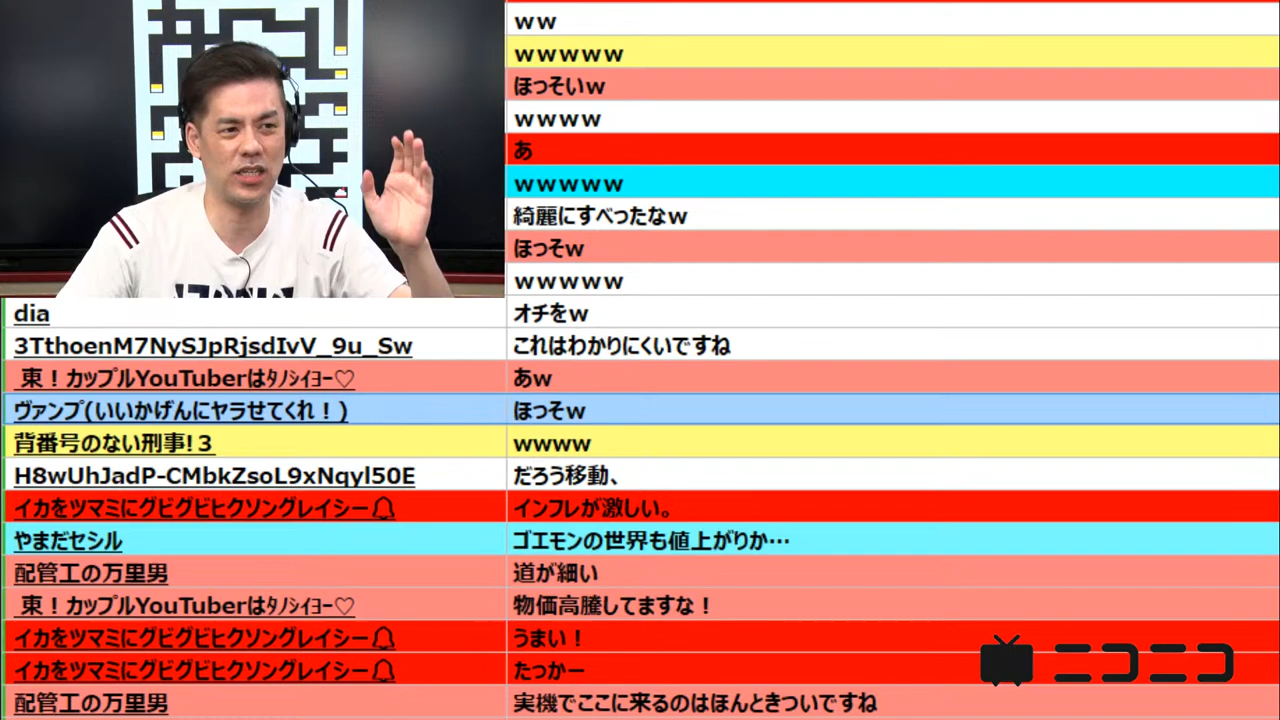 ww
wwwww
ほっそいw
wwww
あ
wwwww
綺麗にすべったなw
ほっそw
wwwww
dia オチをw
3TthoenM7NySJpRjsdIvV_9u_Sw これはわかりにくいですね
東！カップルYouTuberはﾀﾉｼｲﾖｰ♡ あw
ヴァンプ(いいかげんにヤラせてくれ！) ほっそw
背番号のない刑事!３ wwww
H8wUhJadP-CMbkZsoL9xNqyl50E だろう移動、
イカをツマミにグビグビヒクソングレイシー🔔 インフレが激しい。
やまだセシル ゴエモンの世界も値上がりか…
配管工の万里男 道が細い
東！カップルYouTuberはﾀﾉｼｲﾖｰ♡ 物価高騰してますな！
イカをツマミにグビグビヒクソングレイシー🔔 うまい！
イカをツマミにグビグビヒクソングレイシー🔔 たっかー
配管工の万里男 実機でここに来るのはほんときついですね
ニコニコ